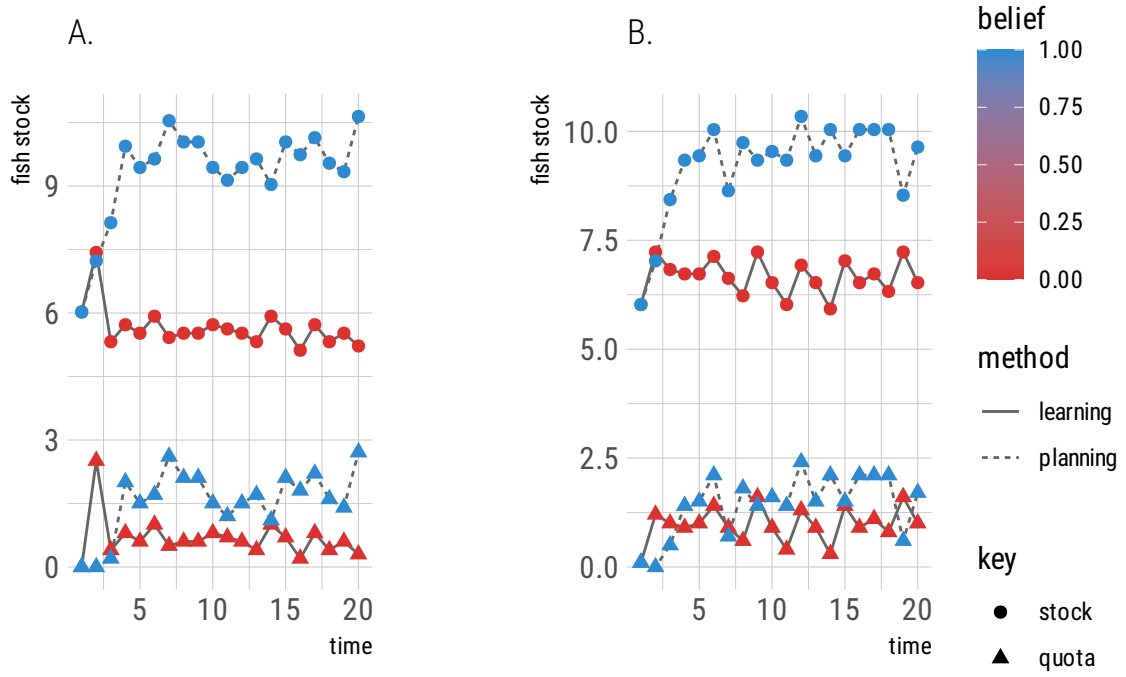 A.
fish stock
9
6
3
0
5 10 15 20
time
B.
fish stock
10.0
7.5
5.0
2.5
0.0
5 10 15 20
time
belief
1.00
0.75
0.50
0.25
0.00
method
learning
planning
key
stock
quota